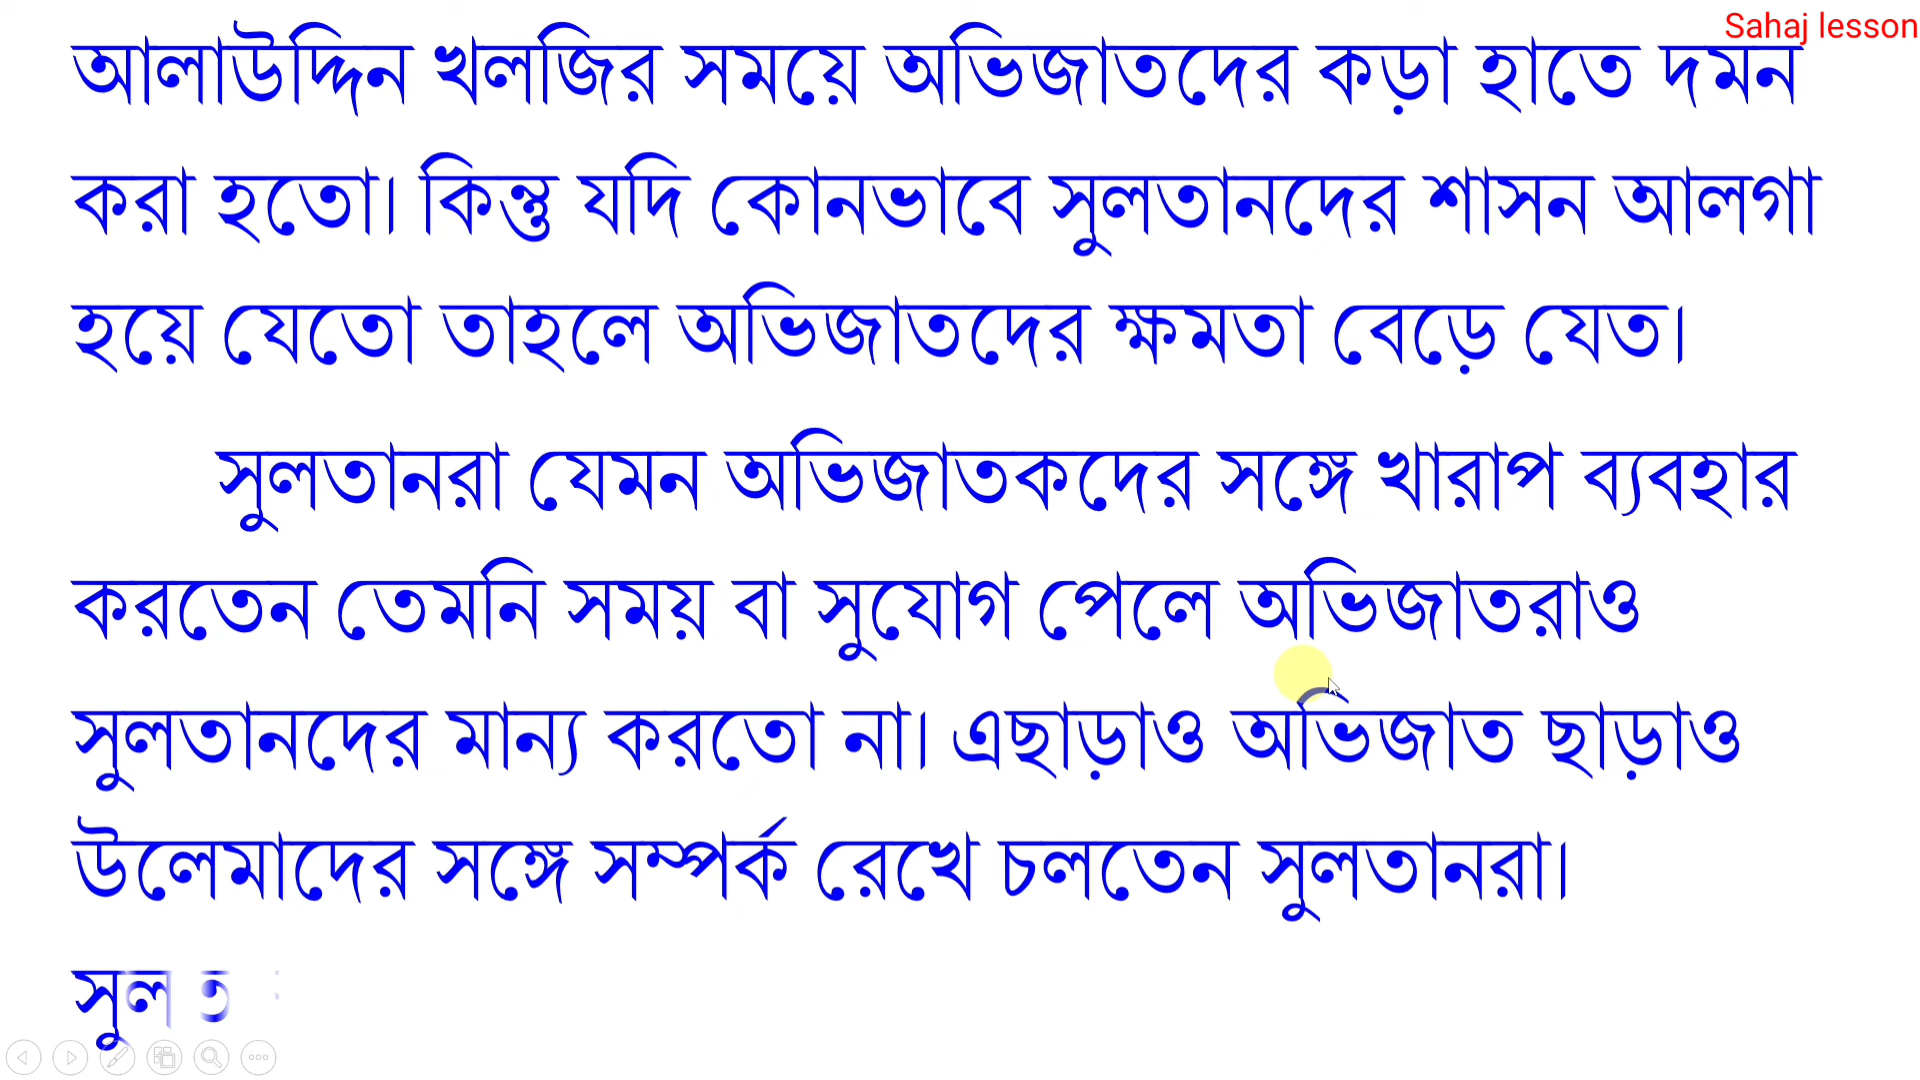 Sahaj lesson
আলাউদ্দিন খলজির সময়ে অভিজাতদের কড়া হাতে দমন
করা হতো। কিন্তু যদি কোনভাবে সুলতানদের শাসন আলগা
হয়ে যেতো তাহলে অভিজাতদের ক্ষমতা বেড়ে যেত।
সুলতানরা যেমন অভিজাতকদের সঙ্গে খারাপ ব্যবহার
করতেন তেমনি সময় বা সুযোগ পেলে অভিজাতরাও
সুলতানদের মান্য করতো না। এছাড়াও অভিজাত ছাড়াও
উলেমাদের সঙ্গে সম্পর্ক রেখে চলতেন সুলতানরা।